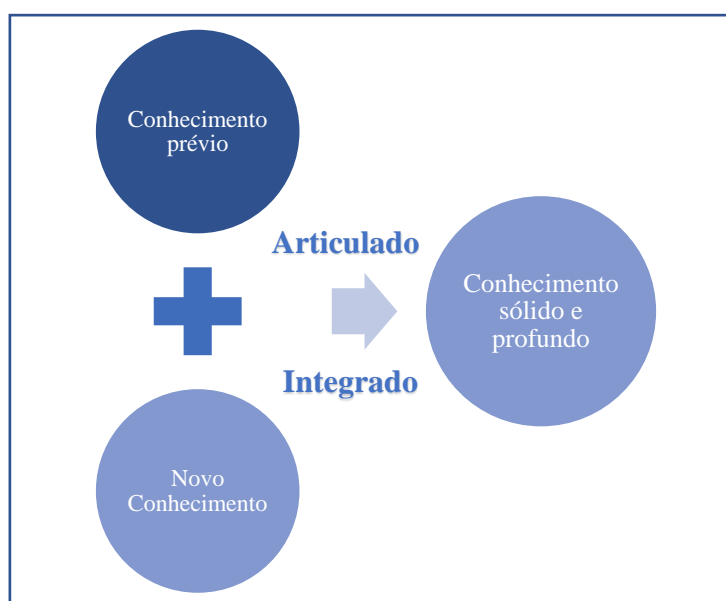 Conhecimento
prévio
Articulado
Conhecimento
sólido e
profundo
Integrado
Novo
Conhecimento